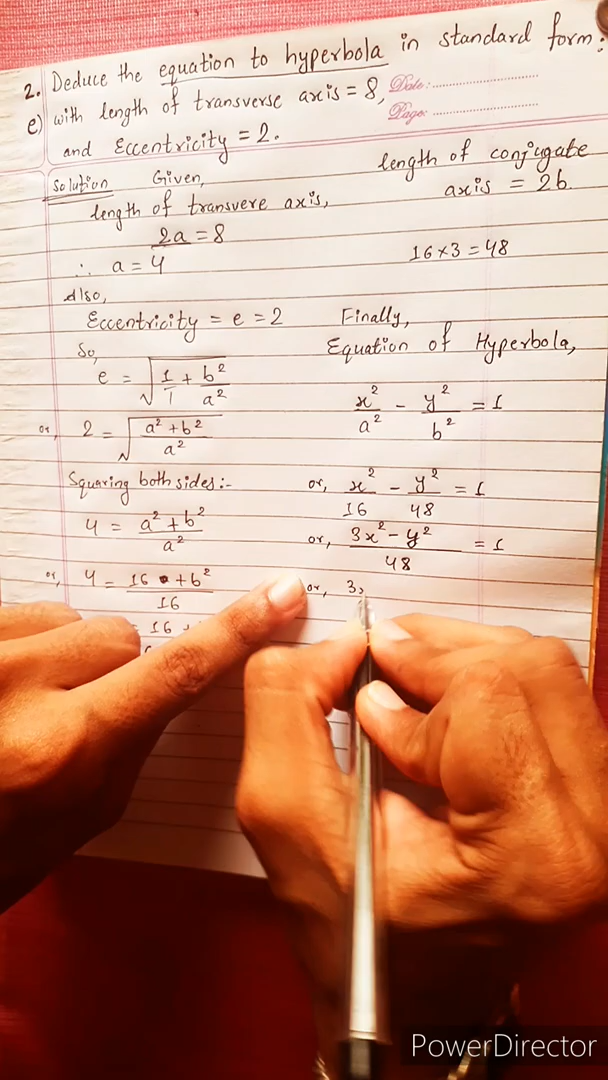 2. Deduce the equation to hyperbola in standard form:
e) with length of transverse axis = 8,
and Eccentricity = 2.
Date:
Page:
Solution Given,
length of transvere axis,
2a = 8
∴ a = 4
Also,
Eccentricity = e = 2
So,
e = √(1/1 + b²/a²)
or, 2 = √((a² + b²)/a²)
Squaring both sides:-
4 = (a² + b²)/a²
or, 4 = (16 + b²)/16
= 16 +
length of conjugate
axis = 2b
16 × 3 = 48
Finally,
Equation of Hyperbola,
x²/a² - y²/b² = 1
or, x²/16 - y²/48 = 1
or, (3x² - y²)/48 = 1
or, 3
PowerDirector